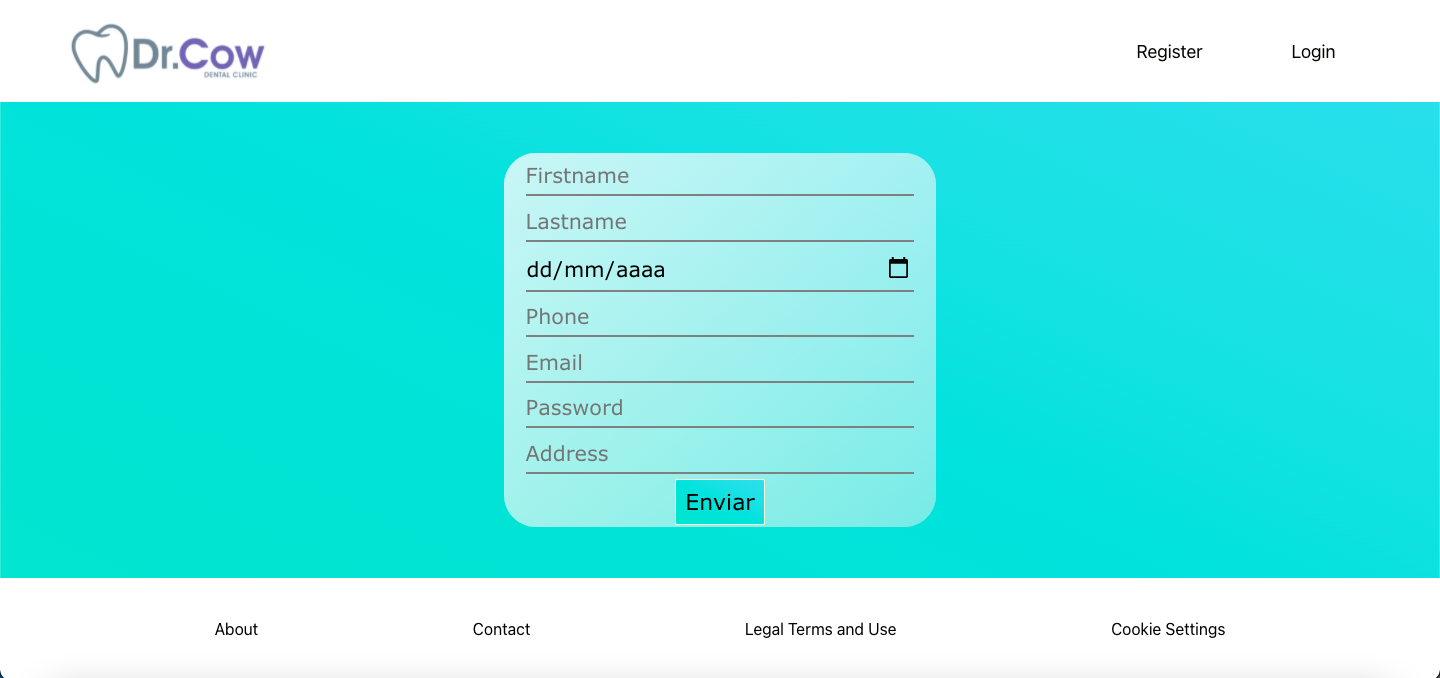 Dr.Cow
DENTAL CLINIC
Register
Login
Firstname
Lastname
dd/mm/aaaa
Phone
Email
Password
Address
Enviar
About
Contact
Legal Terms and Use
Cookie Settings